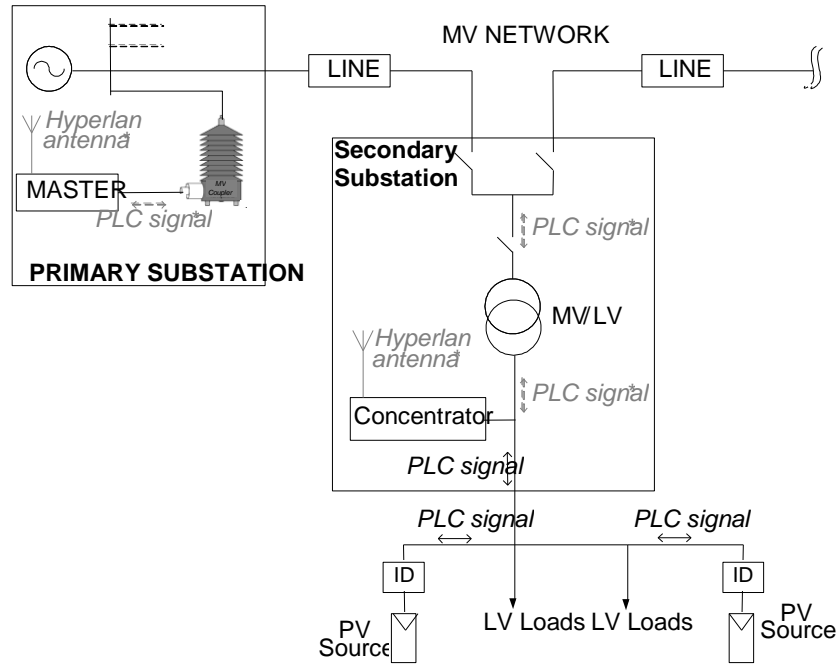 MV NETWORK
LINE
LINE
Hyperlan
antenna*
MASTER
MV
Coupler
PLC signal*
PRIMARY SUBSTATION
Secondary
Substation
PLC signal*
MV/LV
Hyperlan
antenna*
PLC signal*
Concentrator
PLC signal
PLC signal
PLC signal
ID
ID
PV
Source
LV Loads
LV Loads
PV
Source